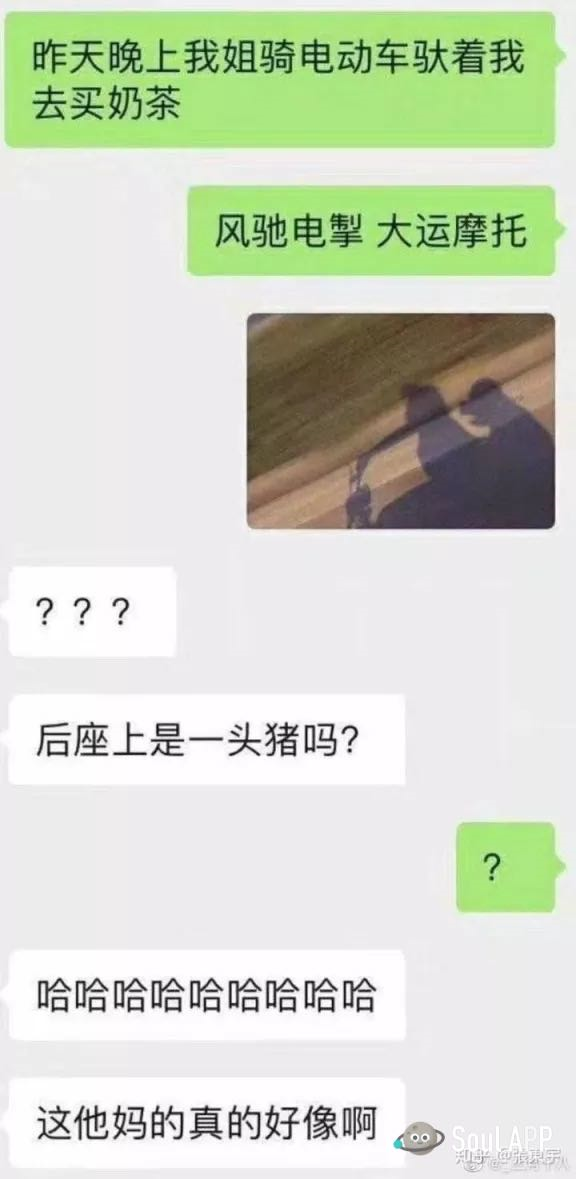 昨天晚上我姐骑电动车驮着我
去买奶茶
风驰电掣 大运摩托
？？？
后座上是一头猪吗?
？
哈哈哈哈哈哈哈哈哈
这他妈的真的好像啊
SoulAPP
知乎